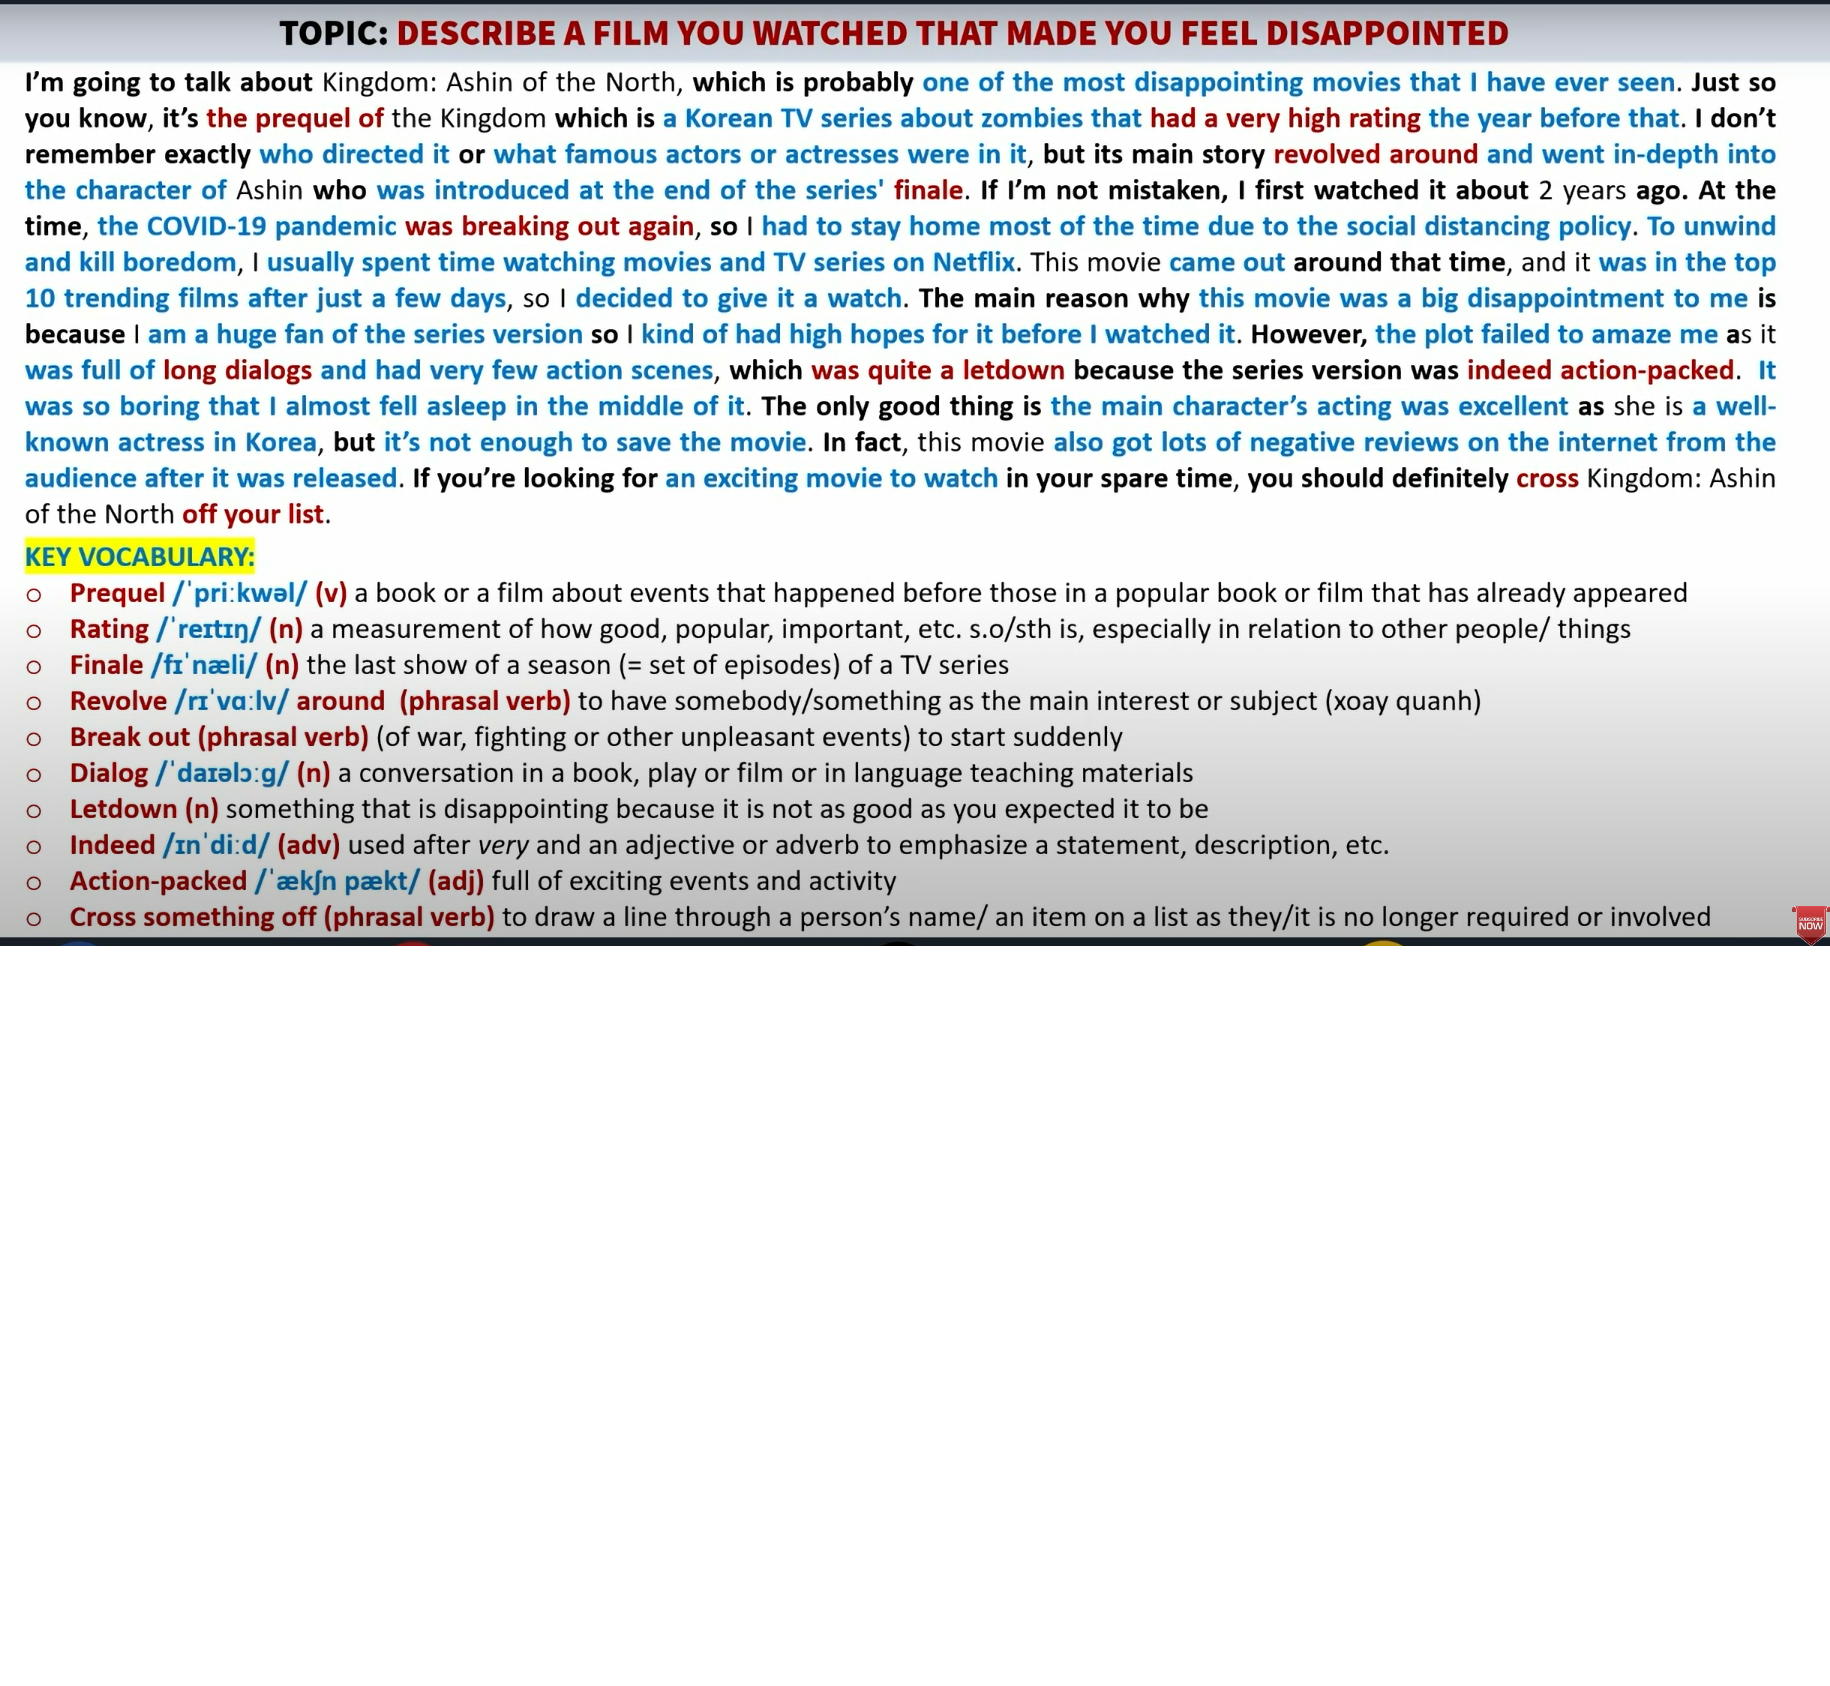 TOPIC: DESCRIBE A FILM YOU WATCHED THAT MADE YOU FEEL DISAPPOINTED
I’m going to talk about Kingdom: Ashin of the North, which is probably one of the most disappointing movies that I have ever seen. Just so
you know, it’s the prequel of the Kingdom which is a Korean TV series about zombies that had a very high rating the year before that. I don’t
remember exactly who directed it or what famous actors or actresses were in it, but its main story revolved around and went in-depth into
the character of Ashin who was introduced at the end of the series' finale. If I’m not mistaken, I first watched it about 2 years ago. At the
time, the COVID-19 pandemic was breaking out again, so I had to stay home most of the time due to the social distancing policy. To unwind
and kill boredom, I usually spent time watching movies and TV series on Netflix. This movie came out around that time, and it was in the top
10 trending films after just a few days, so I decided to give it a watch. The main reason why this movie was a big disappointment to me is
because I am a huge fan of the series version so I kind of had high hopes for it before I watched it. However, the plot failed to amaze me as it
was full of long dialogs and had very few action scenes, which was quite a letdown because the series version was indeed action-packed. It
was so boring that I almost fell asleep in the middle of it. The only good thing is the main character’s acting was excellent as she is a well-
known actress in Korea, but it’s not enough to save the movie. In fact, this movie also got lots of negative reviews on the internet from the
audience after it was released. If you’re looking for an exciting movie to watch in your spare time, you should definitely cross Kingdom: Ashin
of the North off your list.
KEY VOCABULARY:
o Prequel /ˈpriːkwəl/ (v) a book or a film about events that happened before those in a popular book or film that has already appeared
o Rating /ˈreɪtɪŋ/ (n) a measurement of how good, popular, important, etc. s.o/sth is, especially in relation to other people/ things
o Finale /fɪˈnæli/ (n) the last show of a season (= set of episodes) of a TV series
o Revolve /rɪˈvɑːlv/ around (phrasal verb) to have somebody/something as the main interest or subject (xoay quanh)
o Break out (phrasal verb) (of war, fighting or other unpleasant events) to start suddenly
o Dialog /ˈdaɪəlɔːg/ (n) a conversation in a book, play or film or in language teaching materials
o Letdown (n) something that is disappointing because it is not as good as you expected it to be
o Indeed /ɪnˈdiːd/ (adv) used after very and an adjective or adverb to emphasize a statement, description, etc.
o Action-packed /ˈækʃn pækt/ (adj) full of exciting events and activity
o Cross something off (phrasal verb) to draw a line through a person’s name/ an item on a list as they/it is no longer required or involved
SUBSCRIBE
NOW